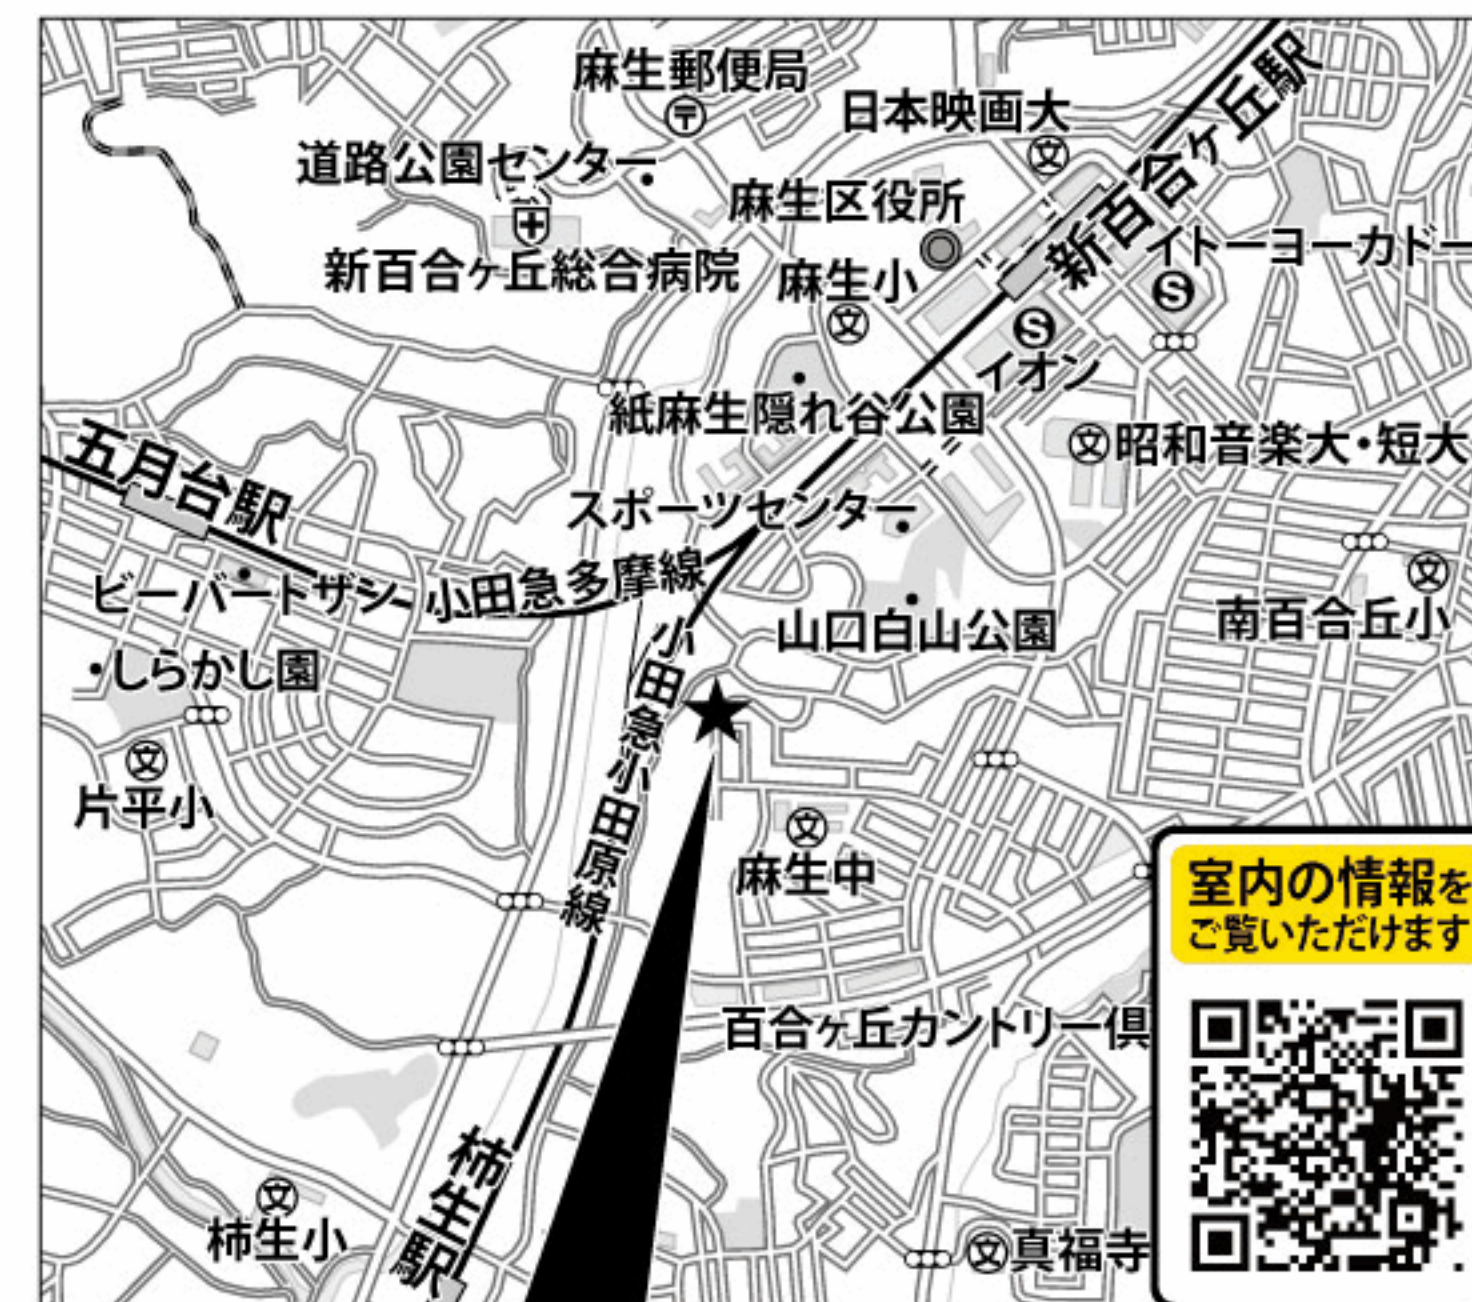 麻生郵便局
日本映画大
道路公園センター
麻生区役所
新百合ヶ丘駅
イトーヨーカドー
新百合ヶ丘総合病院
麻生小
イオン
紙麻生隠れ谷公園
昭和音楽大・短大
五月台駅
スポーツセンター
ビーバートザシ
小田急多摩線
山口白山公園
南百合丘小
小田急小田原線
しらかし園
片平小
麻生中
室内の情報を
ご覧いただけます
百合ヶ丘カントリー倶
柿生駅
柿生小
真福寺